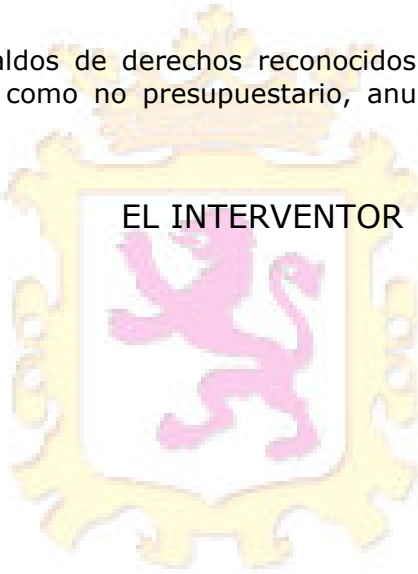 aldos de derechos reconocidos
como no presupuestario, anu
EL INTERVENTOR